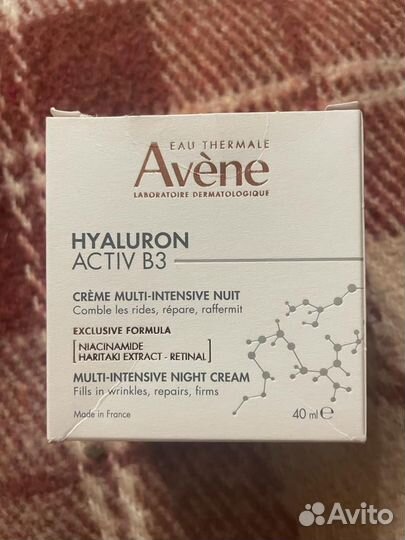 EAU THERMALE
Avène
LABORATOIRE DERMATOLOGIQUE
HYALURON
ACTIV B3
CRÈME MULTI-INTENSIVE NUIT
Comble les rides, répare, raffermit
EXCLUSIVE FORMULA
[NIACINAMIDE
HARITAKI EXTRACT - RETINAL]
MULTI-INTENSIVE NIGHT CREAM
Fills in wrinkles, repairs, firms
Made in France
40 ml ℮
Avito